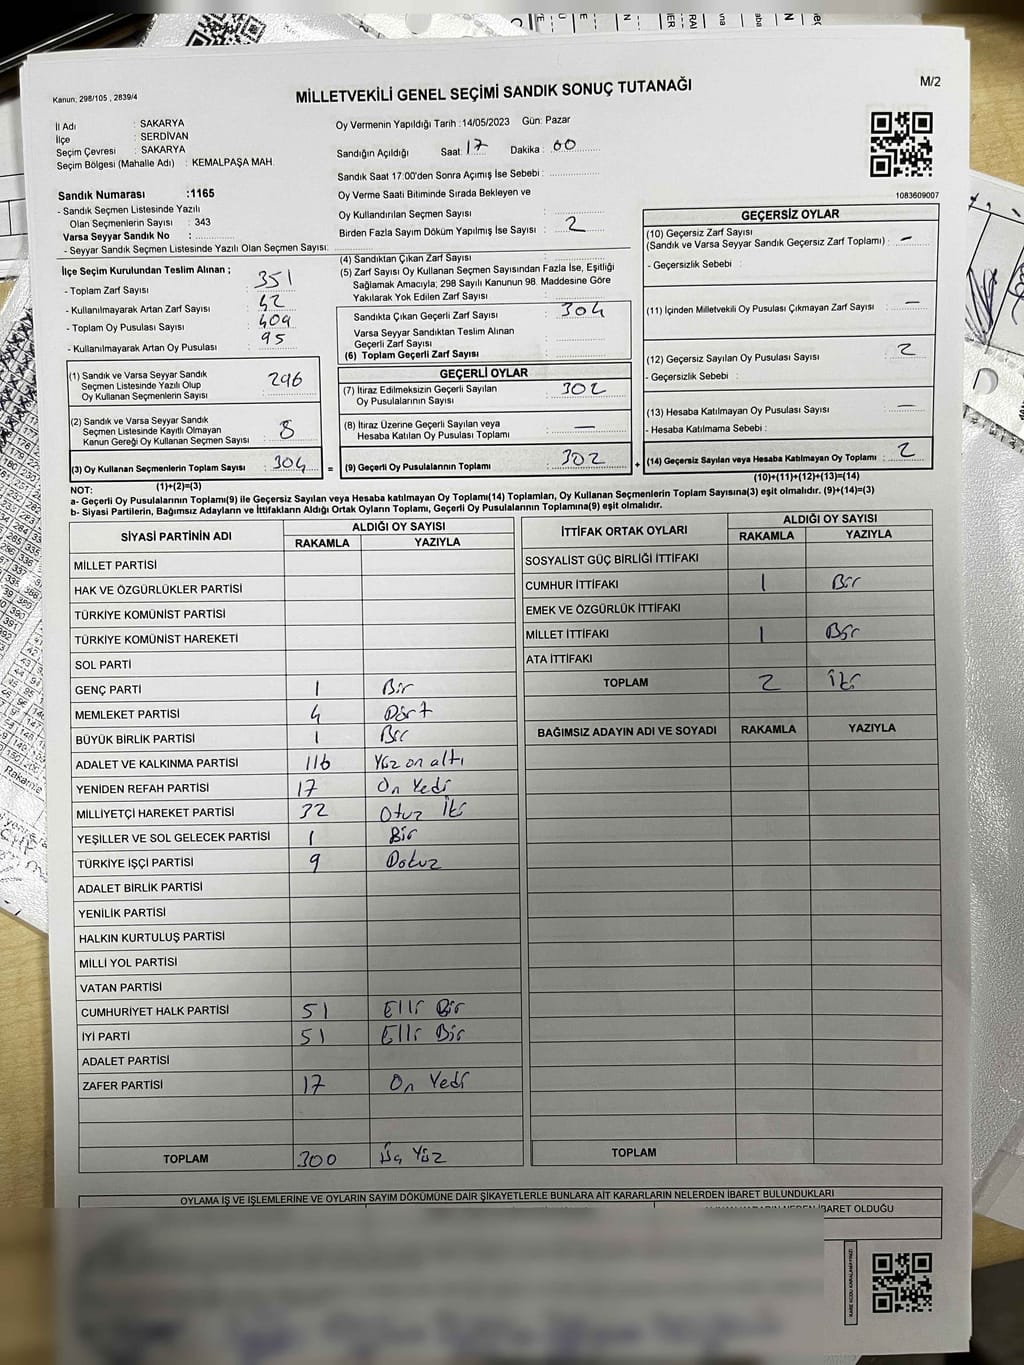 Kanun: 298/105 , 2839/4
MİLLETVEKİLİ GENEL SEÇİMİ SANDIK SONUÇ TUTANAĞI
M/2
İl Adı : SAKARYA
İlçe : SERDİVAN
Seçim Çevresi : SAKARYA
Seçim Bölgesi (Mahalle Adı) : KEMALPAŞA MAH.
Oy Vermenin Yapıldığı Tarih :14/05/2023 Gün: Pazar
Sandığın Açıldığı Saat: 17 Dakika : 00
Sandık Saat 17:00'den Sonra Açımış İse Sebebi :
1083609007
Sandık Numarası :1165
- Sandık Seçmen Listesinde Yazılı
Olan Seçmenlerin Sayısı : 343
Varsa Seyyar Sandık No :
- Seyyar Sandık Seçmen Listesinde Yazılı Olan Seçmen Sayısı:
Oy Verme Saati Bitiminde Sırada Bekleyen ve
Oy Kullandırılan Seçmen Sayısı :
Birden Fazla Sayım Döküm Yapılmış İse Sayısı : 2
İlçe Seçim Kurulundan Teslim Alınan ;
- Toplam Zarf Sayısı : 351
- Kullanılmayarak Artan Zarf Sayısı : 42
- Toplam Oy Pusulası Sayısı : 409
- Kullanılmayarak Artan Oy Pusulası : 95
(1) Sandık ve Varsa Seyyar Sandık
Seçmen Listesinde Yazılı Olup
Oy Kullanan Seçmenlerin Sayısı : 296
(2) Sandık ve Varsa Seyyar Sandık
Seçmen Listesinde Kayıtlı Olmayan
Kanun Gereği Oy Kullanan Seçmen Sayısı : 8
(3) Oy Kullanan Seçmenlerin Toplam Sayısı : 304 =
(1)+(2)=(3)
(4) Sandıktan Çıkan Zarf Sayısı :
(5) Zarf Sayısı Oy Kullanan Seçmen Sayısından Fazla İse, Eşitliği
Sağlamak Amacıyla; 298 Sayılı Kanunun 98. Maddesine Göre
Yakılarak Yok Edilen Zarf Sayısı :
Sandıkta Çıkan Geçerli Zarf Sayısı : 304
Varsa Seyyar Sandıktan Teslim Alınan
Geçerli Zarf Sayısı :
(6) Toplam Geçerli Zarf Sayısı :
GEÇERLİ OYLAR
(7) İtiraz Edilmeksizin Geçerli Sayılan
Oy Pusulalarının Sayısı : 302
(8) İtiraz Üzerine Geçerli Sayılan veya
Hesaba Katılan Oy Pusulası Toplamı : —
(9) Geçerli Oy Pusulalarının Toplamı : 302 +
GEÇERSİZ OYLAR
(10) Geçersiz Zarf Sayısı
(Sandık ve Varsa Seyyar Sandık Geçersiz Zarf Toplamı) : —
- Geçersizlik Sebebi :
(11) İçinden Milletvekili Oy Pusulası Çıkmayan Zarf Sayısı : —
(12) Geçersiz Sayılan Oy Pusulası Sayısı : 2
- Geçersizlik Sebebi :
(13) Hesaba Katılmayan Oy Pusulası Sayısı : —
- Hesaba Katılmama Sebebi :
(14) Geçersiz Sayılan veya Hesaba Katılmayan Oy Toplamı : 2
(10)+(11)+(12)+(13)=(14)
NOT:
a- Geçerli Oy Pusulalarının Toplamı(9) ile Geçersiz Sayılan veya Hesaba katılmayan Oy Toplamı(14) Toplamları, Oy Kullanan Seçmenlerin Toplam Sayısına(3) eşit olmalıdır. (9)+(14)=(3)
b- Siyasi Partilerin, Bağımsız Adayların ve İttifakların Aldığı Ortak Oyların Toplamı, Geçerli Oy Pusulalarının Toplamına(9) eşit olmalıdır.
SİYASİ PARTİNİN ADI
ALDIĞI OY SAYISI
RAKAMLA YAZIYLA
MİLLET PARTİSİ
HAK VE ÖZGÜRLÜKLER PARTİSİ
TÜRKİYE KOMÜNİST PARTİSİ
TÜRKİYE KOMÜNİST HAREKETİ
SOL PARTİ
GENÇ PARTİ 1 Bir
MEMLEKET PARTİSİ 4 Dört
BÜYÜK BİRLİK PARTİSİ 1 Bir
ADALET VE KALKINMA PARTİSİ 116 Yüz on altı
YENİDEN REFAH PARTİSİ 17 On Yedi
MİLLİYETÇİ HAREKET PARTİSİ 32 Otuz İki
YEŞİLLER VE SOL GELECEK PARTİSİ 1 Bir
TÜRKİYE İŞÇİ PARTİSİ 9 Dokuz
ADALET BİRLİK PARTİSİ
YENİLİK PARTİSİ
HALKIN KURTULUŞ PARTİSİ
MİLLİ YOL PARTİSİ
VATAN PARTİSİ
CUMHURİYET HALK PARTİSİ 51 Elli Bir
İYİ PARTİ 51 Elli Bir
ADALET PARTİSİ
ZAFER PARTİSİ 17 On Yedi
TOPLAM 300 Üç Yüz
İTTİFAK ORTAK OYLARI
ALDIĞI OY SAYISI
RAKAMLA YAZIYLA
SOSYALİST GÜÇ BİRLİĞİ İTTİFAKI
CUMHUR İTTİFAKI 1 Bir
EMEK VE ÖZGÜRLÜK İTTİFAKI
MİLLET İTTİFAKI 1 Bir
ATA İTTİFAKI
TOPLAM 2 İki
BAĞIMSIZ ADAYIN ADI VE SOYADI RAKAMLA YAZIYLA
TOPLAM
OYLAMA İŞ VE İŞLEMLERİNE VE OYLARIN SAYIM DÖKÜMÜNE DAİR ŞİKAYETLERLE BUNLARA AİT KARARLARIN NELERDEN İBARET BULUNDUKLARI
İBARET OLDUĞU